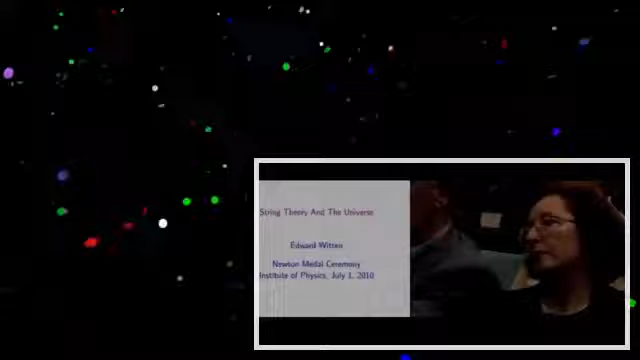 String Theory And The Universe
Edward Witten
Newton Medal Ceremony
Institute of Physics, July 1, 2010